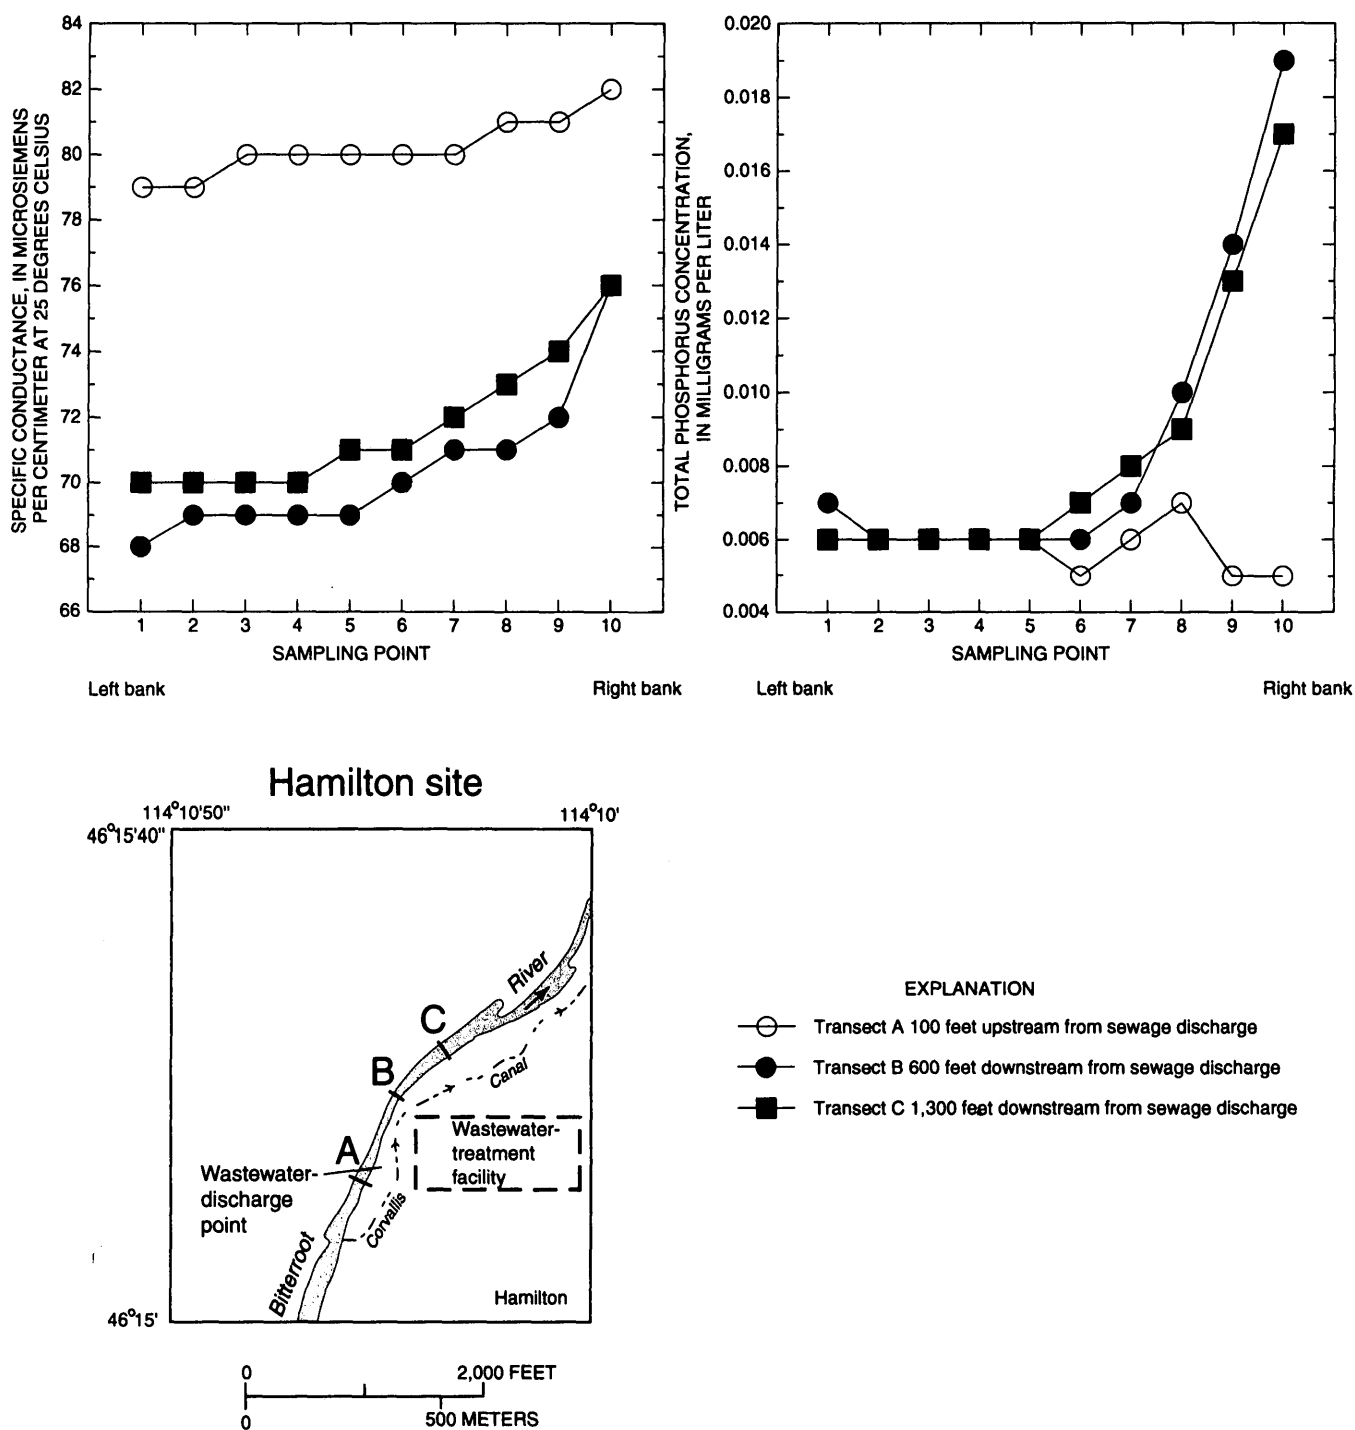 SPECIFIC CONDUCTANCE, IN MICROSIEMENS
PER CENTIMETER AT 25 DEGREES CELSIUS
84
82
80
78
76
74
72
70
68
66
1 2 3 4 5 6 7 8 9 10
SAMPLING POINT
Left bank Right bank
TOTAL PHOSPHORUS CONCENTRATION,
IN MILLIGRAMS PER LITER
0.020
0.018
0.016
0.014
0.012
0.010
0.008
0.006
0.004
1 2 3 4 5 6 7 8 9 10
SAMPLING POINT
Left bank Right bank
Hamilton site
114°10'50" 114°10'
46°15'40"
River
C
B
Canal
A
Wastewater-
treatment
facility
Wastewater-
discharge
point
Corvallis
Bitterroot
Hamilton
46°15'
0 2,000 FEET
0 500 METERS
EXPLANATION
Transect A 100 feet upstream from sewage discharge
Transect B 600 feet downstream from sewage discharge
Transect C 1,300 feet downstream from sewage discharge